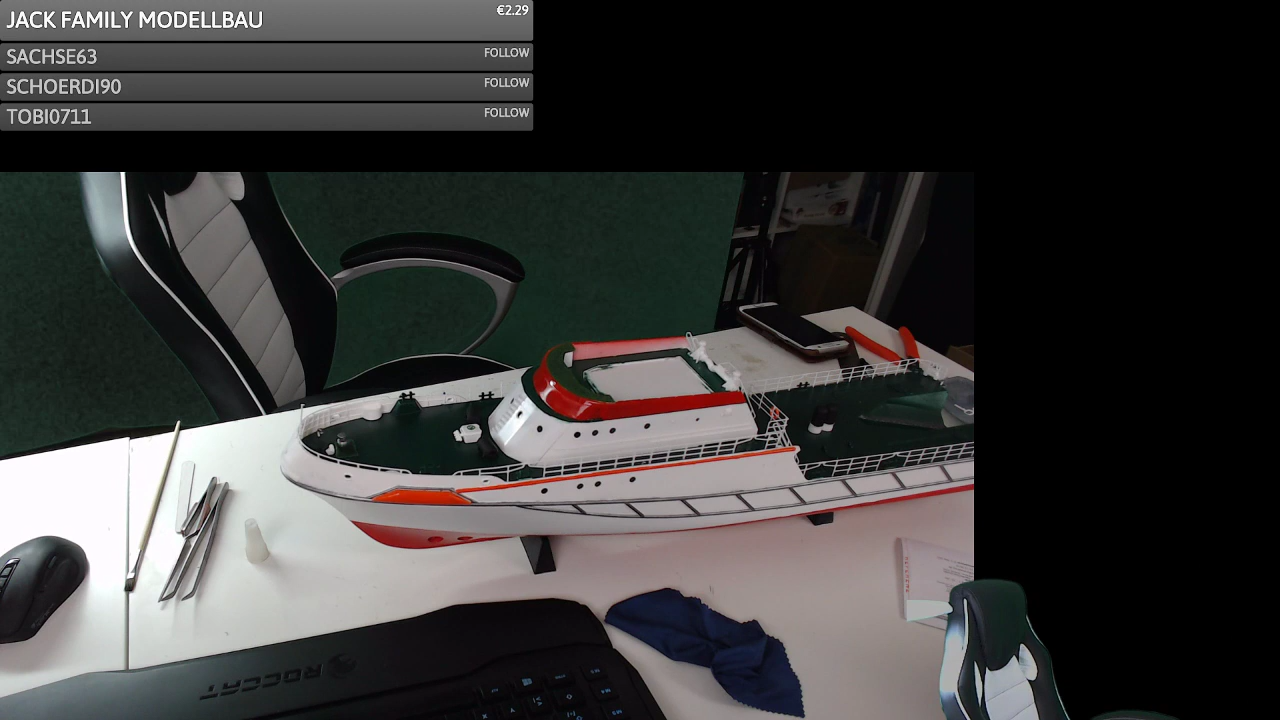 JACK FAMILY MODELLBAU €2.29
SACHSE63 FOLLOW
SCHOERDI90 FOLLOW
TOBI0711 FOLLOW
ROCCAT